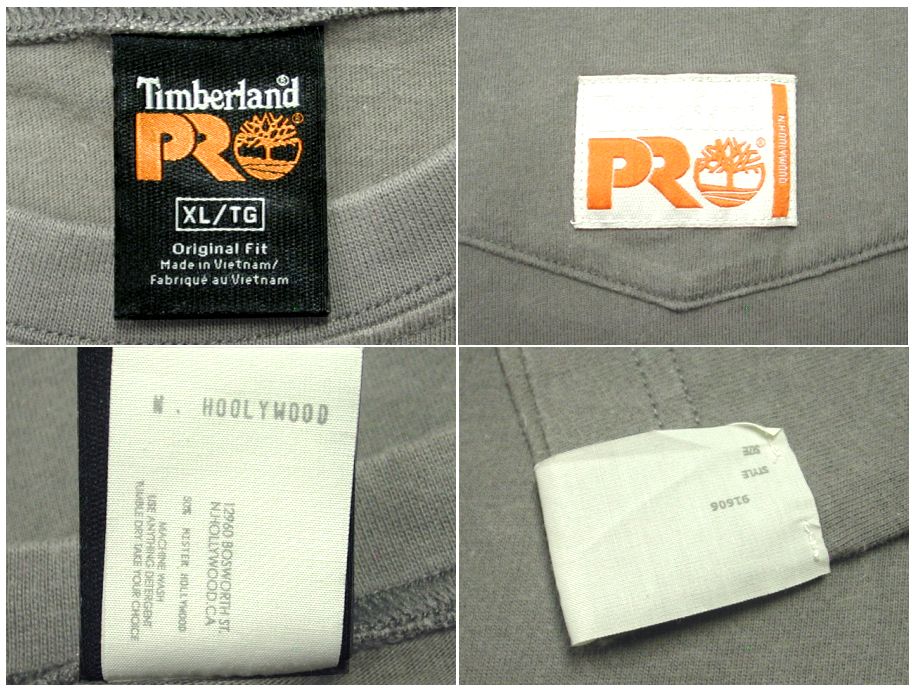 Timberland®
PRO®
XL/TG
Original Fit
Made in Vietnam/
Fabriqué au Vietnam
PRO®
N. HOOLYWOOD
12960 BOSWORTH ST.
N.HOLLYWOOD CA
50% MISTER HOLLYWOOD
MACHINE WASH
USE ANYTHING DETERGENT
TUMBLE DRY TAKE YOUR CHOICE
SIZE
STYLE
91606